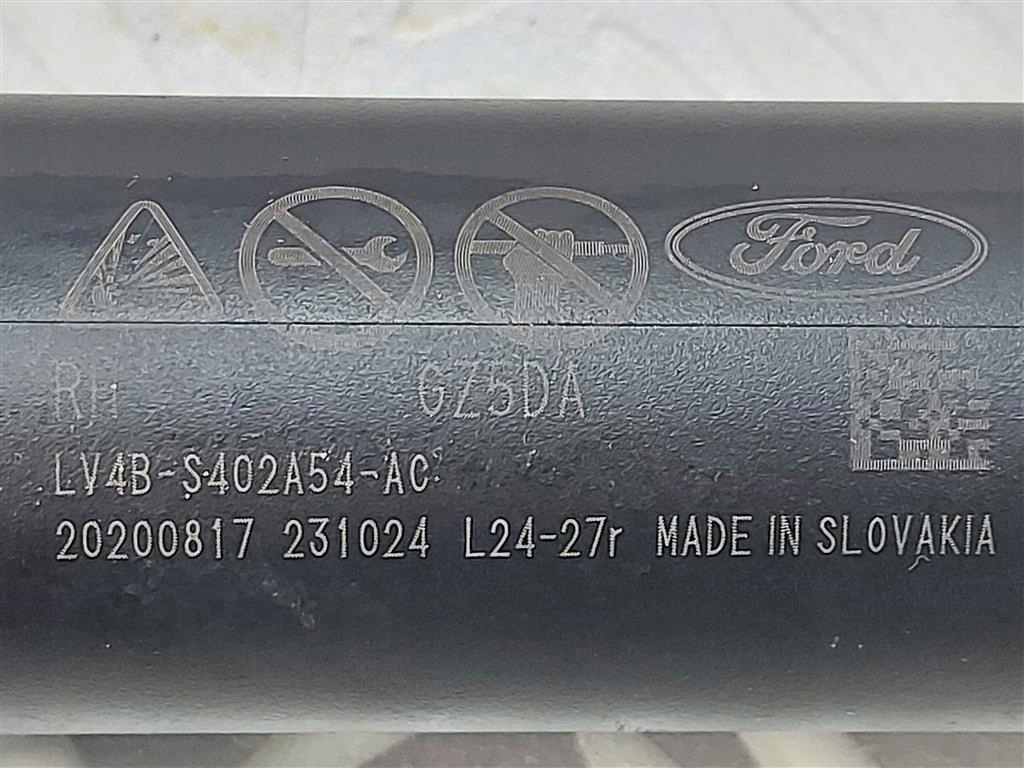 Ford
RH GZ5DA
LV4B-S402A54-AC
20200817 231024 L24-27r MADE IN SLOVAKIA